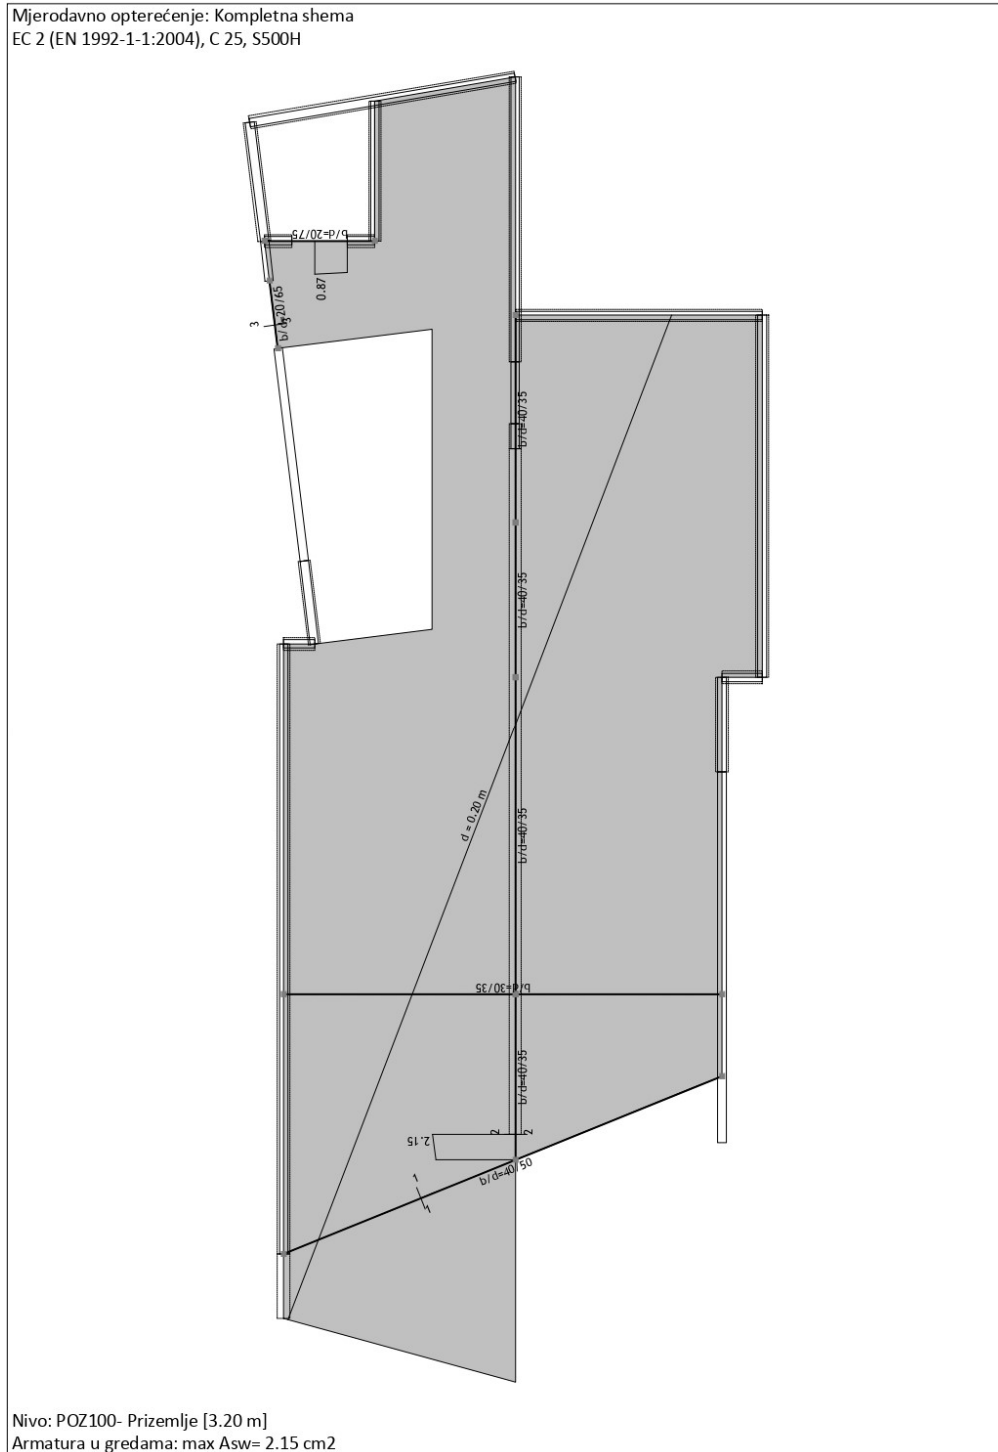 Mjerodavno opterećenje: Kompletna shema
EC 2 (EN 1992-1-1:2004), C 25, S500H
b/d=20/75
0.87
b/d=20/65
3
3
b/d=40/35
b/d=40/35
d = 0.20 m
b/d=40/35
b/d=30/35
b/d=40/35
2
2
2.15
b/d=40/50
1
1
Nivo: POZ100- Prizemlje [3.20 m]
Armatura u gredama: max Asw= 2.15 cm2